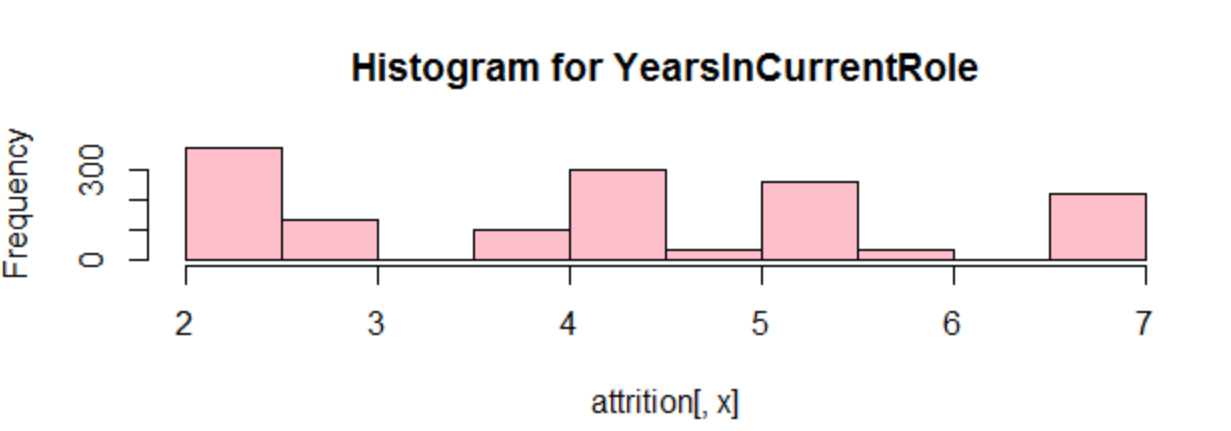 Histogram for YearsInCurrentRole
Frequency
300
0
2 3 4 5 6 7
attrition[, x]